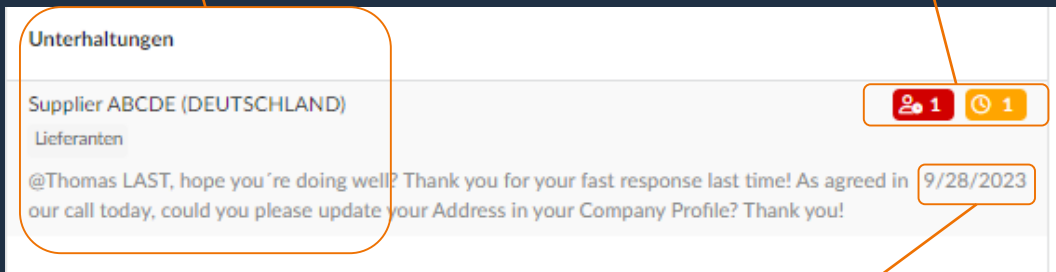 Unterhaltungen
Supplier ABCDE (DEUTSCHLAND)
1 1
Lieferanten
@Thomas LAST, hope you´re doing well? Thank you for your fast response last time! As agreed in 9/28/2023
our call today, could you please update your Address in your Company Profile? Thank you!